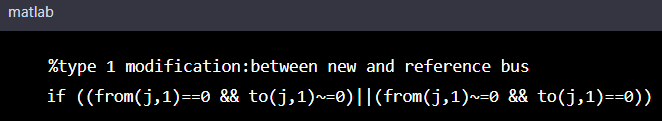 matlab
%type 1 modification:between new and reference bus
if ((from(j,1)==0 && to(j,1)~=0)||(from(j,1)~=0 && to(j,1)==0))